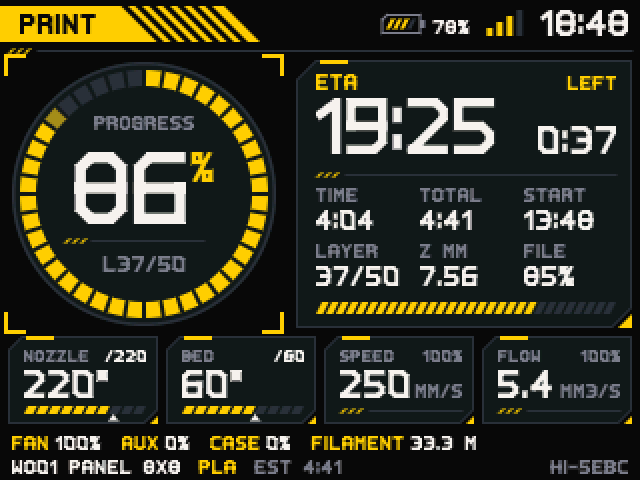 PRINT 78% 18:48
PROGRESS
86%
L37/50
ETA LEFT
19:25 0:37
TIME TOTAL START
4:04 4:41 13:48
LAYER Z MM FILE
37/50 7.56 85%
NOZZLE /220
220°
BED /60
60°
SPEED 100%
250 MM/S
FLOW 100%
5.4 MM3/S
FAN 100% AUX 0% CASE 0% FILAMENT 33.3 M
WOD1 PANEL 8X8 PLA EST 4:41 HI-5EBC